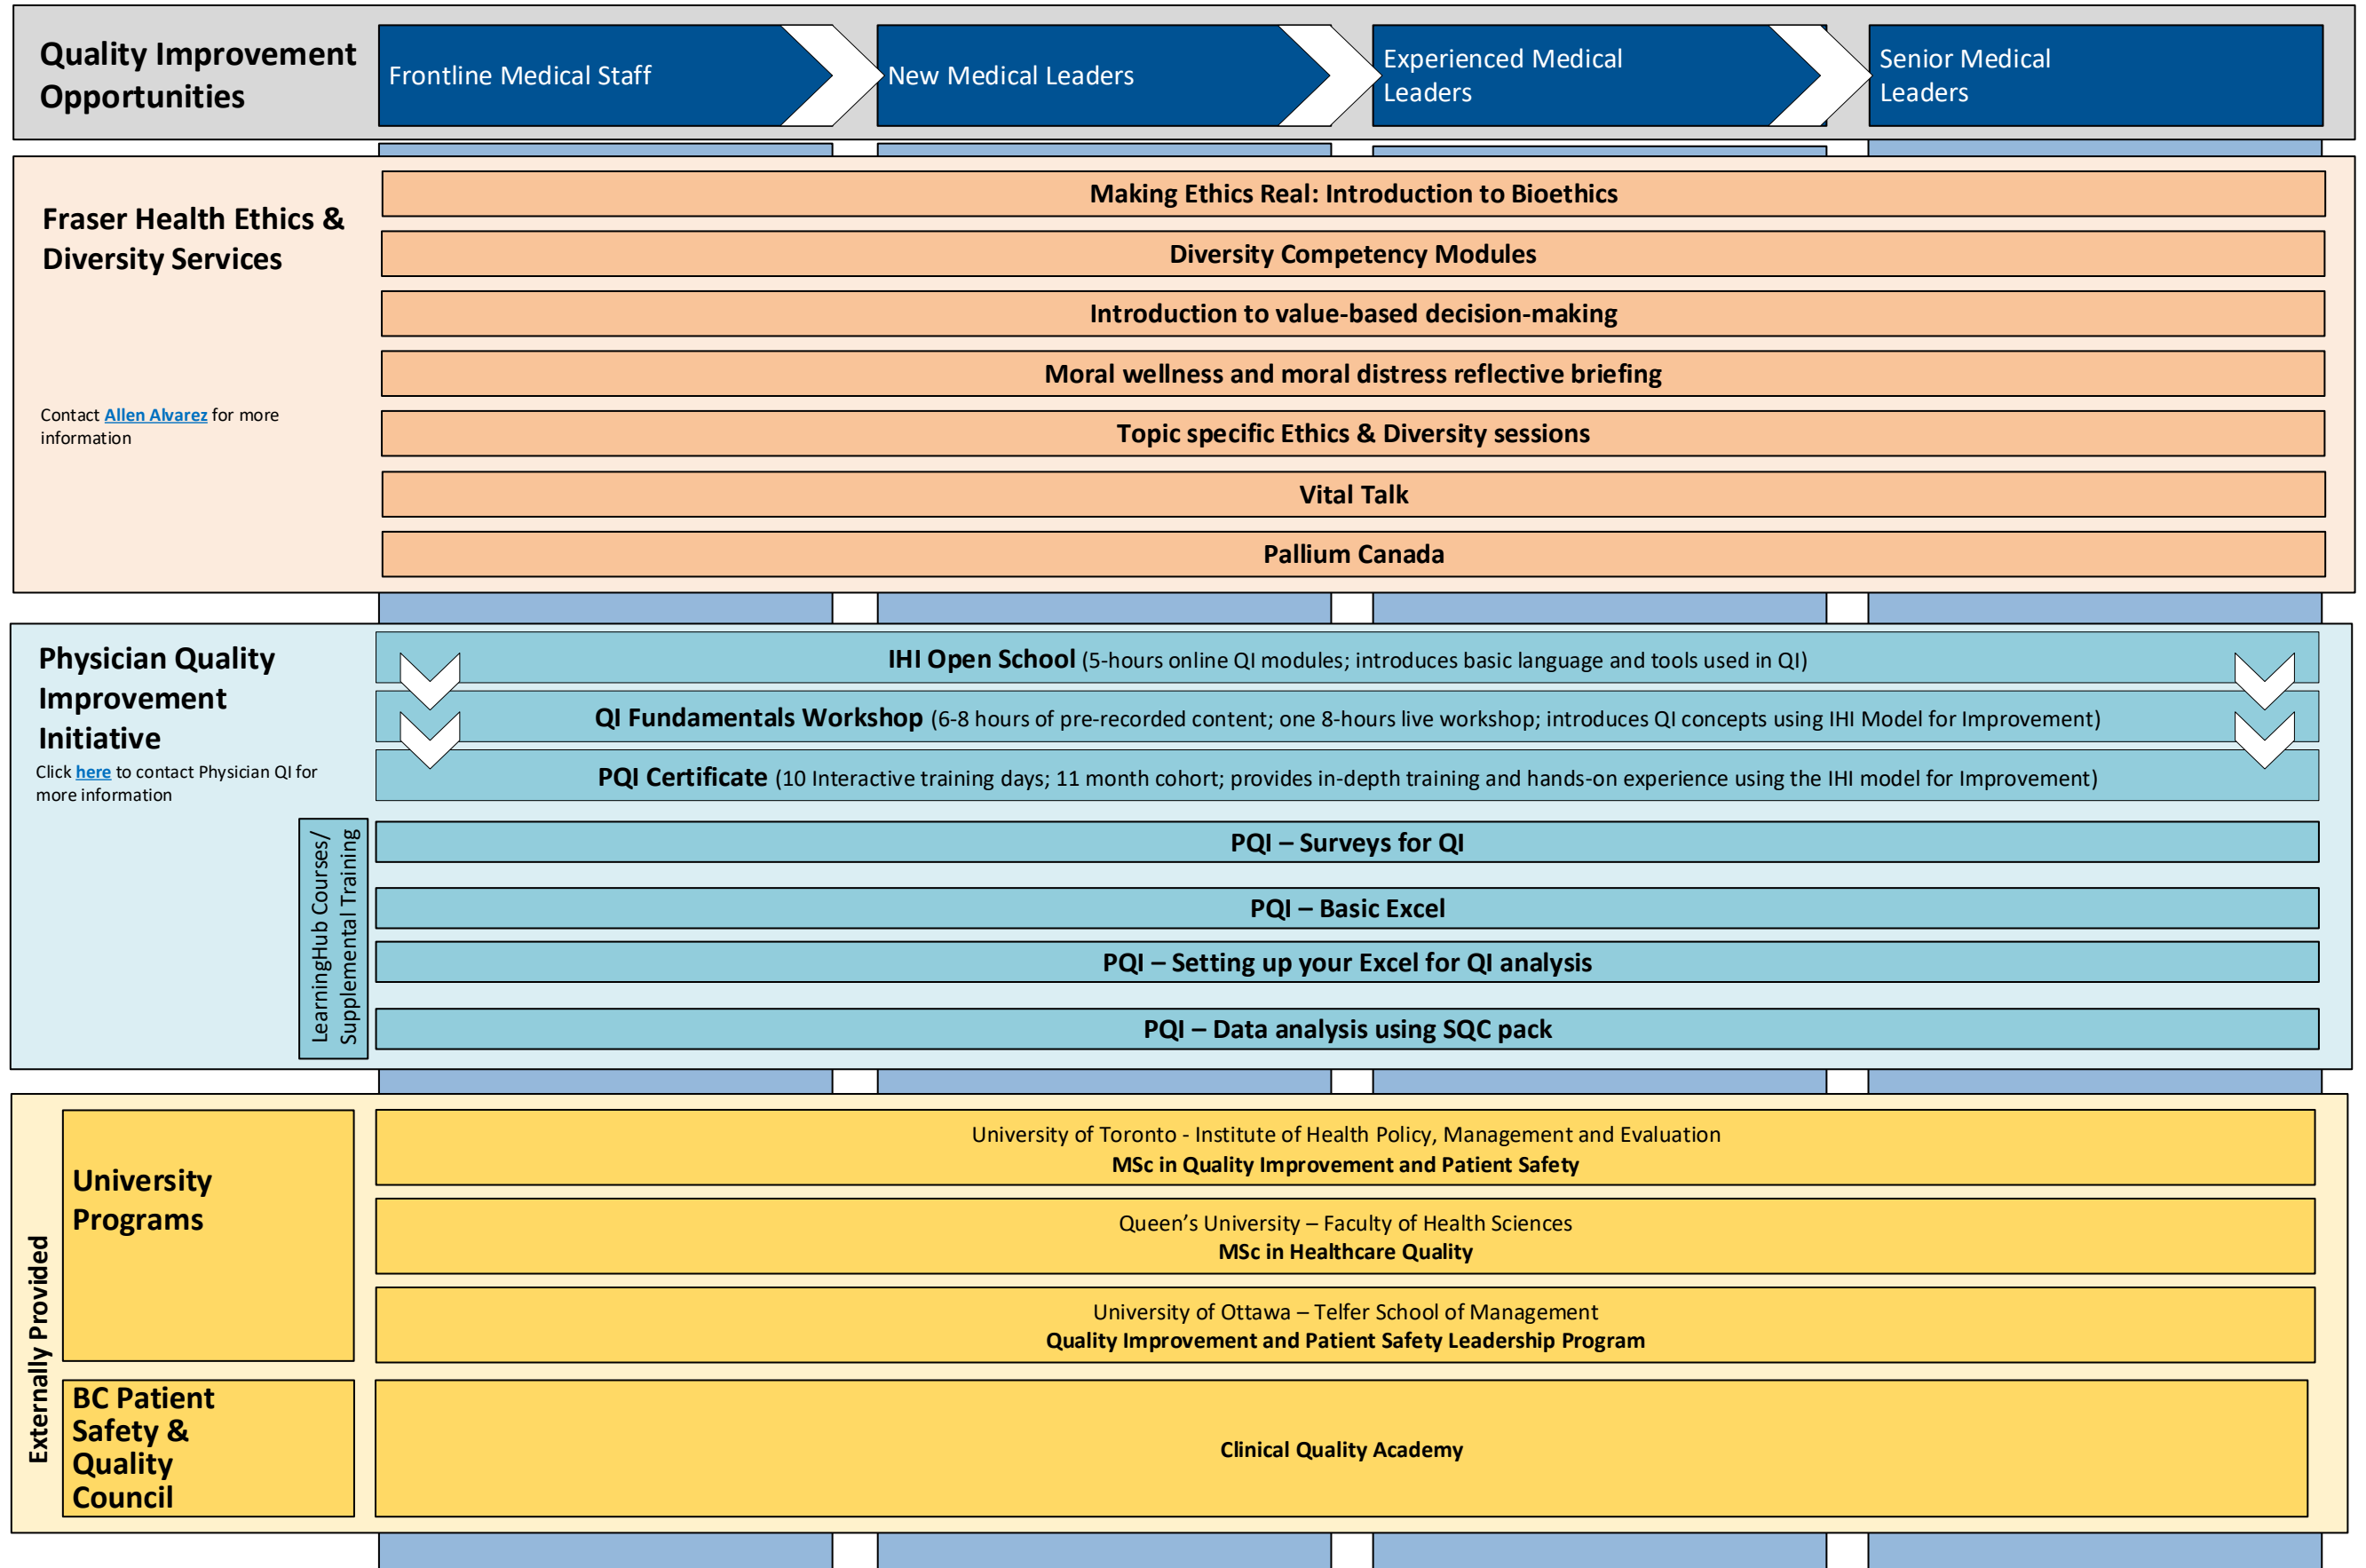 Quality Improvement
Opportunities
Frontline Medical Staff
New Medical Leaders
Experienced Medical
Leaders
Senior Medical
Leaders
Fraser Health Ethics &
Diversity Services
Contact Allen Alvarez for more
information
Making Ethics Real: Introduction to Bioethics
Diversity Competency Modules
Introduction to value-based decision-making
Moral wellness and moral distress reflective briefing
Topic specific Ethics & Diversity sessions
Vital Talk
Pallium Canada
Physician Quality
Improvement
Initiative
Click here to contact Physician QI for
more information
IHI Open School (5-hours online QI modules; introduces basic language and tools used in QI)
QI Fundamentals Workshop (6-8 hours of pre-recorded content; one 8-hours live workshop; introduces QI concepts using IHI Model for Improvement)
PQI Certificate (10 Interactive training days; 11 month cohort; provides in-depth training and hands-on experience using the IHI model for Improvement)
LearningHub Courses/
Supplemental Training
PQI – Surveys for QI
PQI – Basic Excel
PQI – Setting up your Excel for QI analysis
PQI – Data analysis using SQC pack
Externally Provided
University
Programs
University of Toronto - Institute of Health Policy, Management and Evaluation
MSc in Quality Improvement and Patient Safety
Queen’s University – Faculty of Health Sciences
MSc in Healthcare Quality
University of Ottawa – Telfer School of Management
Quality Improvement and Patient Safety Leadership Program
BC Patient
Safety &
Quality
Council
Clinical Quality Academy